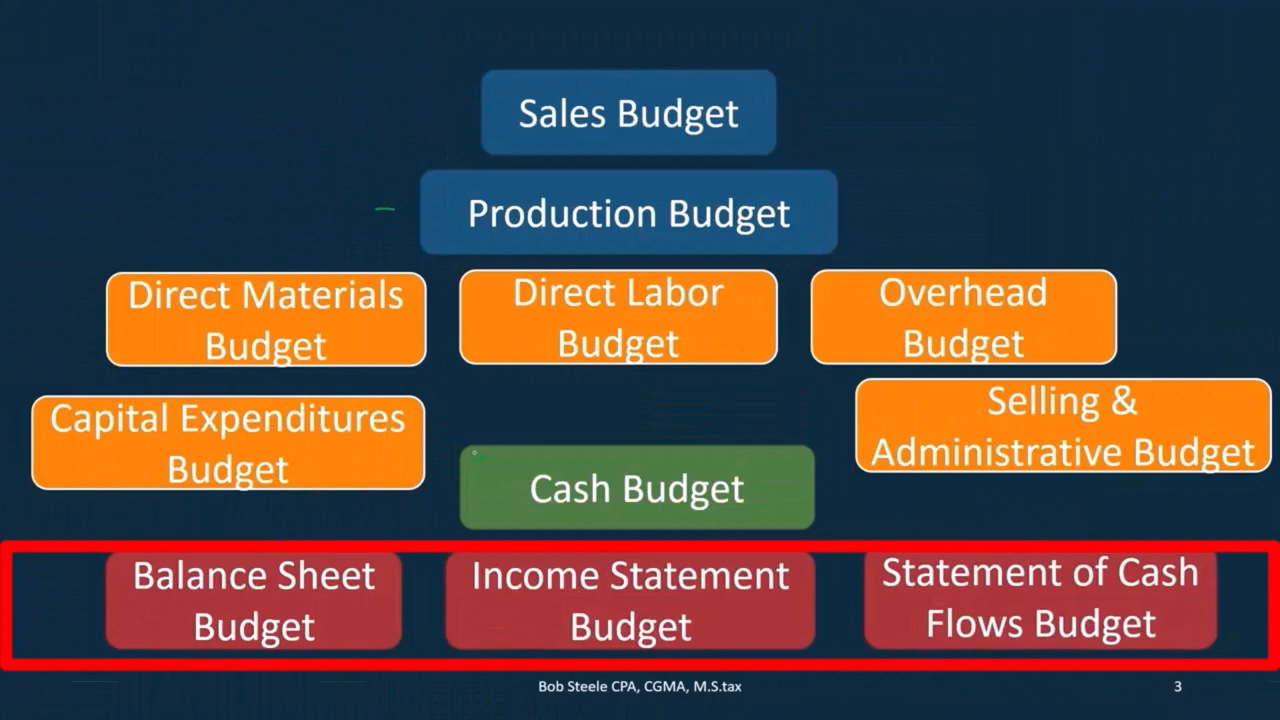 Sales Budget
Production Budget
Direct Materials
Budget
Direct Labor
Budget
Overhead
Budget
Capital Expenditures
Budget
Selling &
Administrative Budget
Cash Budget
Balance Sheet
Budget
Income Statement
Budget
Statement of Cash
Flows Budget
Bob Steele CPA, CGMA, M.S.tax
3